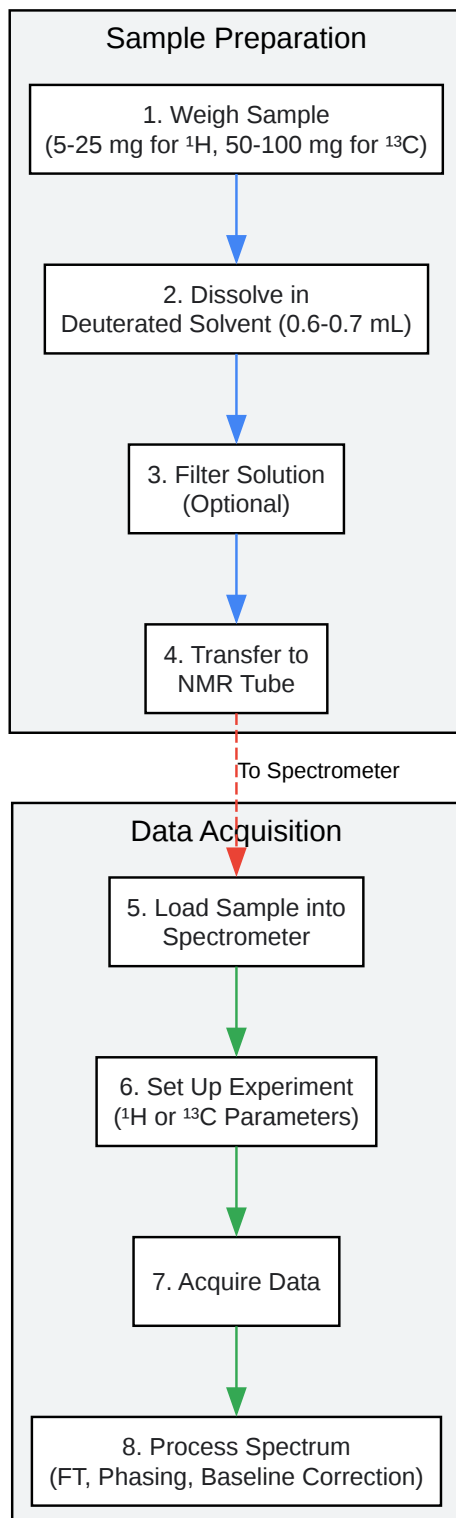 Sample Preparation
1. Weigh Sample
(5-25 mg for ¹H, 50-100 mg for ¹³C)
2. Dissolve in
Deuterated Solvent (0.6-0.7 mL)
3. Filter Solution
(Optional)
4. Transfer to
NMR Tube
To Spectrometer
Data Acquisition
5. Load Sample into
Spectrometer
6. Set Up Experiment
(¹H or ¹³C Parameters)
7. Acquire Data
8. Process Spectrum
(FT, Phasing, Baseline Correction)